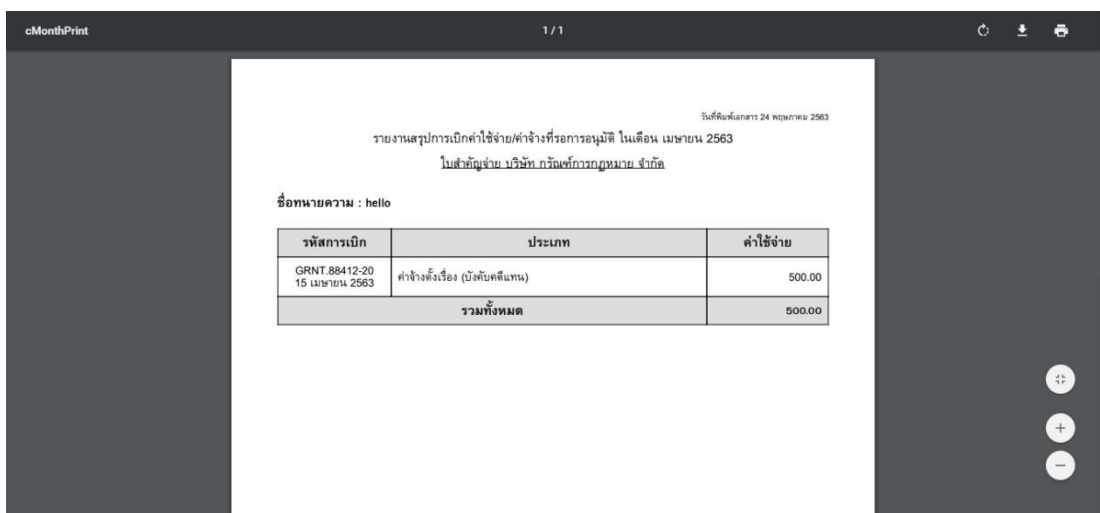 cMonthPrint
1 / 1
วันที่พิมพ์เอกสาร 24 พฤษภาคม 2563
รายงานสรุปการเบิกค่าใช้จ่าย/ค่าจ้างที่รอการอนุมัติ ในเดือน เมษายน 2563
ใบสำคัญจ่าย บริษัท กรัณฑ์การกฎหมาย จำกัด
ชื่อทนายความ : hello
รหัสการเบิก ประเภท ค่าใช้จ่าย
GRNT.88412-20
15 เมษายน 2563
ค่าจ้างตั้งเรื่อง (บังคับคดีแทน) 500.00
รวมทั้งหมด 500.00